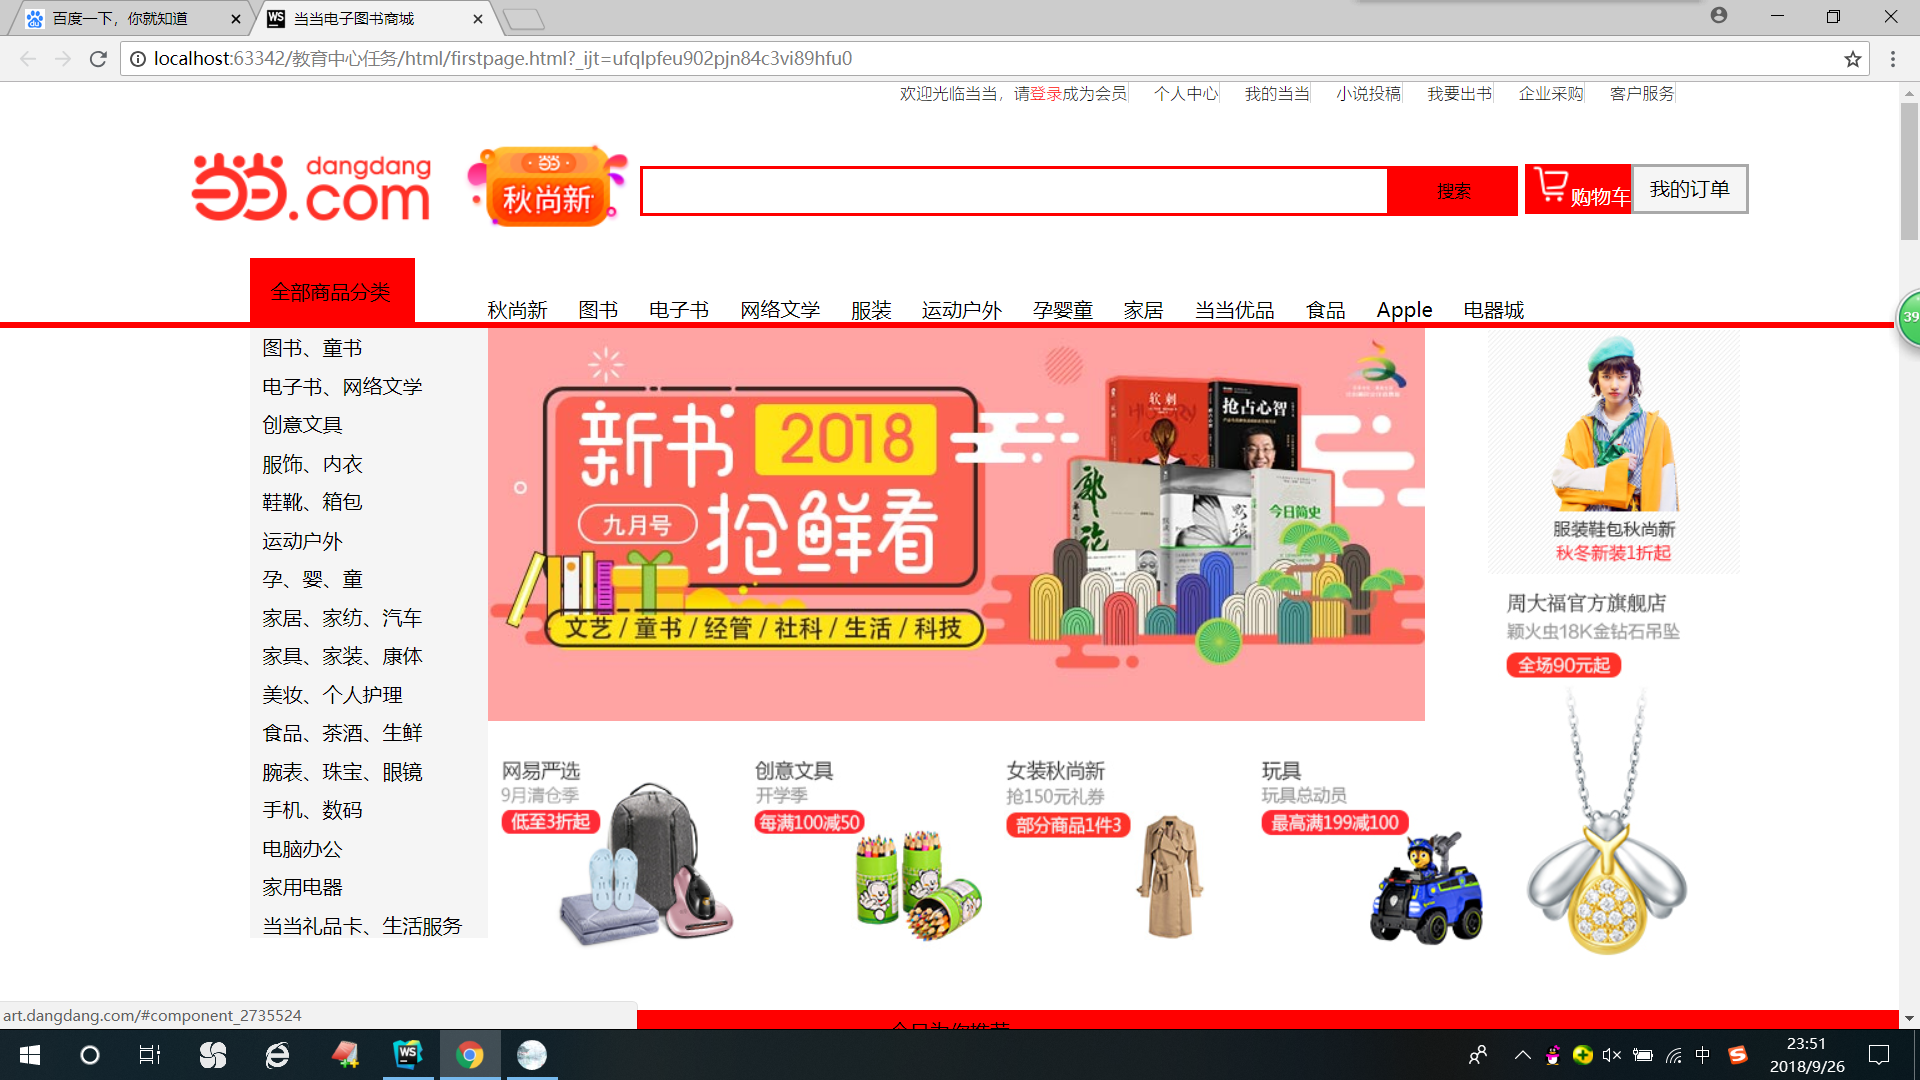 百度一下，你就知道
当当电子图书商城
localhost:63342/教育中心任务/html/firstpage.html?_ijt=ufqlpfeu902pjn84c3vi89hfu0
欢迎光临当当，请登录成为会员 个人中心 我的当当 小说投稿 我要出书 企业采购 客户服务
dangdang
.com
秋尚新
搜索
购物车
我的订单
全部商品分类
秋尚新 图书 电子书 网络文学 服装 运动户外 孕婴童 家居 当当优品 食品 Apple 电器城
图书、童书
电子书、网络文学
创意文具
服饰、内衣
鞋靴、箱包
运动户外
孕、婴、童
家居、家纺、汽车
家具、家装、康体
美妆、个人护理
食品、茶酒、生鲜
腕表、珠宝、眼镜
手机、数码
电脑办公
家用电器
当当礼品卡、生活服务
新书 2018
九月号 抢鲜看
文艺 / 童书 / 经管 / 社科 / 生活 / 科技
软刺
抢占心智
郭论
默读
今日简史
服装鞋包秋尚新
秋冬新装1折起
周大福官方旗舰店
颖火虫18K金钻石吊坠
全场90元起
网易严选
9月清仓季
低至3折起
创意文具
开学季
每满100减50
女装秋尚新
抢150元礼券
部分商品1件3
玩具
玩具总动员
最高满199减100
今日为你推荐
art.dangdang.com/#component_2735524
39
WS
中
23:51
2018/9/26